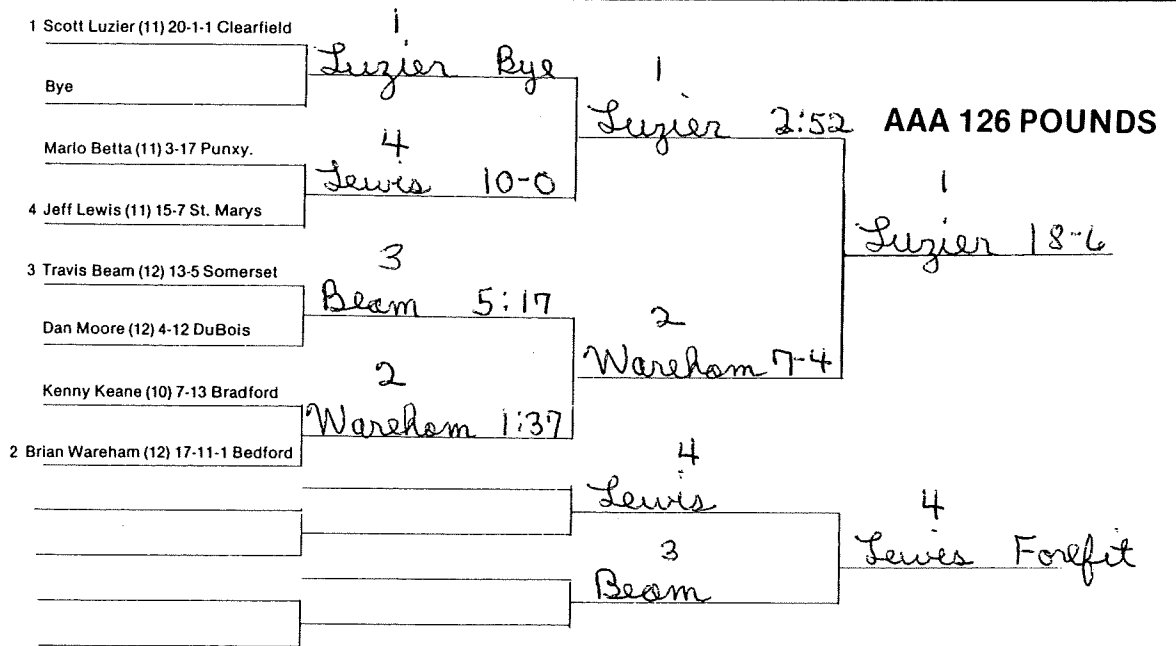 1 Scott Luzier (11) 20-1-1 Clearfield
Bye
Marlo Betta (11) 3-17 Punxy.
4 Jeff Lewis (11) 15-7 St. Marys
3 Travis Beam (12) 13-5 Somerset
Dan Moore (12) 4-12 DuBois
Kenny Keane (10) 7-13 Bradford
2 Brian Wareham (12) 17-11-1 Bedford
1
Luzier Bye
4
Lewis 10-0
3
Beam 5:17
2
Wareham 1:37
1
Luzier 2:52
2
Wareham 7-4
4
Lewis
3
Beam
AAA 126 POUNDS
1
Luzier 18-6
4
Lewis Forefit